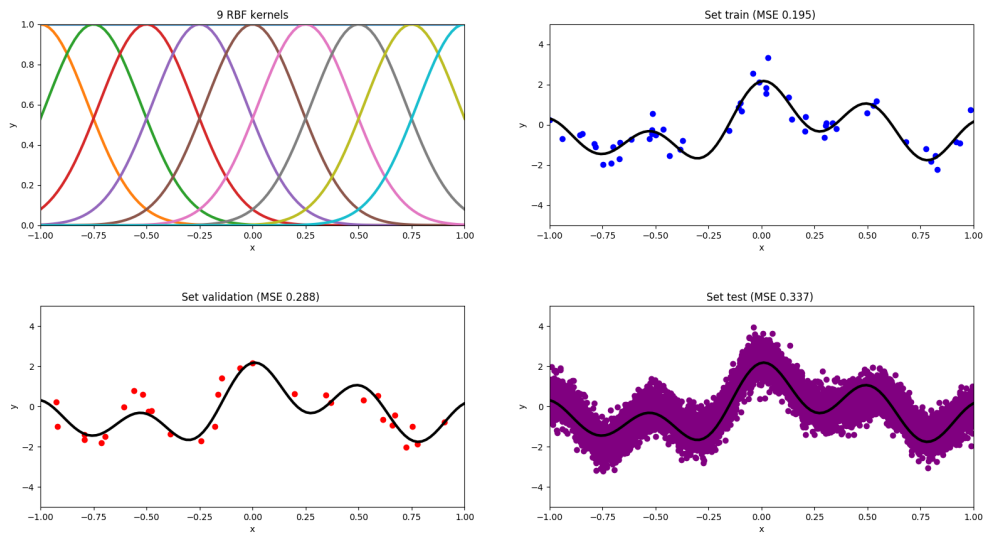 9 RBF kernels
1.0
0.8
0.6
0.4
0.2
0.0
y
−1.00 −0.75 −0.50 −0.25 0.00 0.25 0.50 0.75 1.00
x
Set train (MSE 0.195)
4
2
0
−2
−4
y
−1.00 −0.75 −0.50 −0.25 0.00 0.25 0.50 0.75 1.00
x
Set validation (MSE 0.288)
4
2
0
−2
−4
y
−1.00 −0.75 −0.50 −0.25 0.00 0.25 0.50 0.75 1.00
x
Set test (MSE 0.337)
4
2
0
−2
−4
y
−1.00 −0.75 −0.50 −0.25 0.00 0.25 0.50 0.75 1.00
x